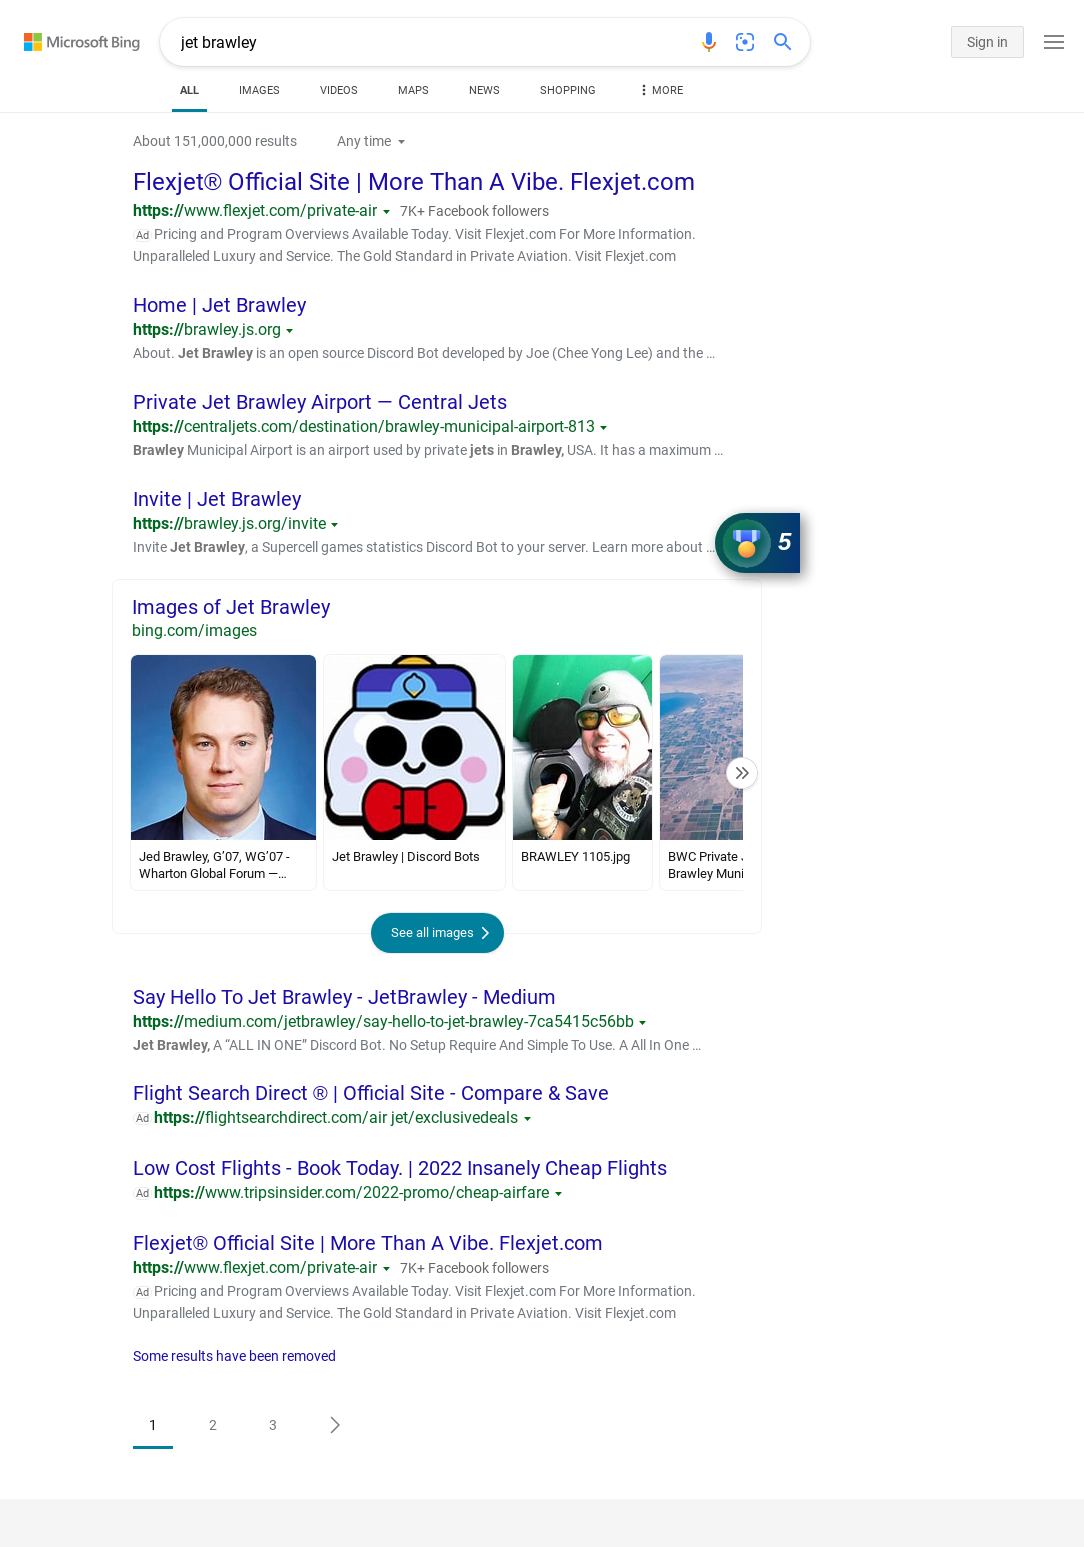 Microsoft Bing
jet brawley
Sign in
ALL IMAGES VIDEOS MAPS NEWS SHOPPING MORE
About 151,000,000 results Any time
Flexjet® Official Site | More Than A Vibe. Flexjet.com
https://www.flexjet.com/private-air 7K+ Facebook followers
Ad Pricing and Program Overviews Available Today. Visit Flexjet.com For More Information.
Unparalleled Luxury and Service. The Gold Standard in Private Aviation. Visit Flexjet.com
Home | Jet Brawley
https://brawley.js.org
About. Jet Brawley is an open source Discord Bot developed by Joe (Chee Yong Lee) and the ...
Private Jet Brawley Airport — Central Jets
https://centraljets.com/destination/brawley-municipal-airport-813
Brawley Municipal Airport is an airport used by private jets in Brawley, USA. It has a maximum ...
Invite | Jet Brawley
https://brawley.js.org/invite
Invite Jet Brawley, a Supercell games statistics Discord Bot to your server. Learn more about ...
5
Images of Jet Brawley
bing.com/images
Jed Brawley, G’07, WG’07 -
Wharton Global Forum —...
Jet Brawley | Discord Bots
BRAWLEY 1105.jpg
BWC Private J
Brawley Muni
See all images
Say Hello To Jet Brawley - JetBrawley - Medium
https://medium.com/jetbrawley/say-hello-to-jet-brawley-7ca5415c56bb
Jet Brawley, A “ALL IN ONE” Discord Bot. No Setup Require And Simple To Use. A All In One ...
Flight Search Direct ® | Official Site - Compare & Save
Ad https://flightsearchdirect.com/air jet/exclusivedeals
Low Cost Flights - Book Today. | 2022 Insanely Cheap Flights
Ad https://www.tripsinsider.com/2022-promo/cheap-airfare
Flexjet® Official Site | More Than A Vibe. Flexjet.com
https://www.flexjet.com/private-air 7K+ Facebook followers
Ad Pricing and Program Overviews Available Today. Visit Flexjet.com For More Information.
Unparalleled Luxury and Service. The Gold Standard in Private Aviation. Visit Flexjet.com
Some results have been removed
1 2 3